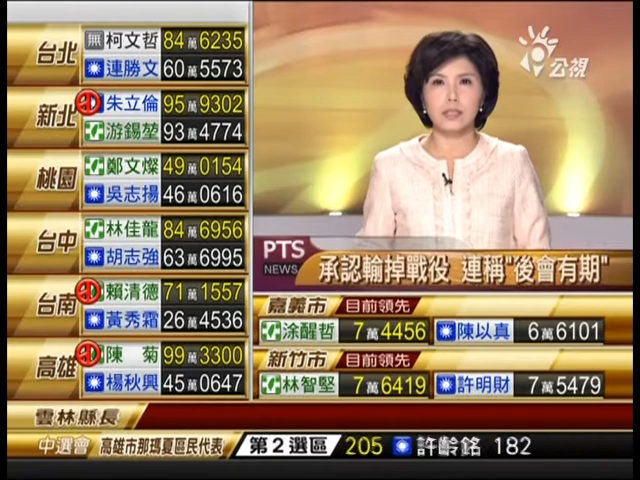 台北
無 柯文哲 84萬6235
連勝文 60萬5573
新北
朱立倫 95萬9302
游錫堃 93萬4774
桃園
鄭文燦 49萬0154
吳志揚 46萬0616
台中
林佳龍 84萬6956
胡志強 63萬6995
台南
賴清德 71萬1557
黃秀霜 26萬4536
高雄
陳 菊 99萬3300
楊秋興 45萬0647
公視
PTS
NEWS
承認輸掉戰役 連稱"後會有期"
嘉義市 目前領先
涂醒哲 7萬4456 陳以真 6萬6101
新竹市 目前領先
林智堅 7萬6419 許明財 7萬5479
雲林縣長
中選會 高雄市那瑪夏區民代表 第2選區 205 許齡銘 182